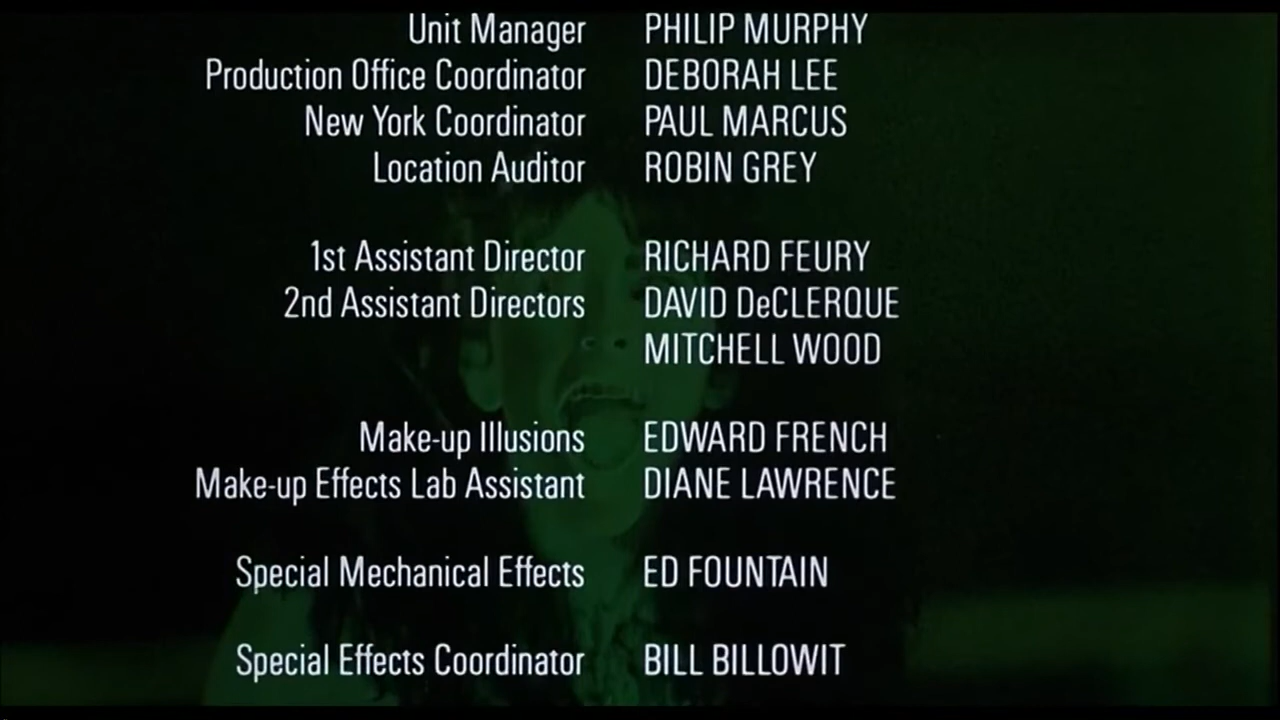 Unit Manager PHILIP MURPHY
Production Office Coordinator DEBORAH LEE
New York Coordinator PAUL MARCUS
Location Auditor ROBIN GREY
1st Assistant Director RICHARD FEURY
2nd Assistant Directors DAVID DeCLERQUE
MITCHELL WOOD
Make-up Illusions EDWARD FRENCH
Make-up Effects Lab Assistant DIANE LAWRENCE
Special Mechanical Effects ED FOUNTAIN
Special Effects Coordinator BILL BILLOWIT